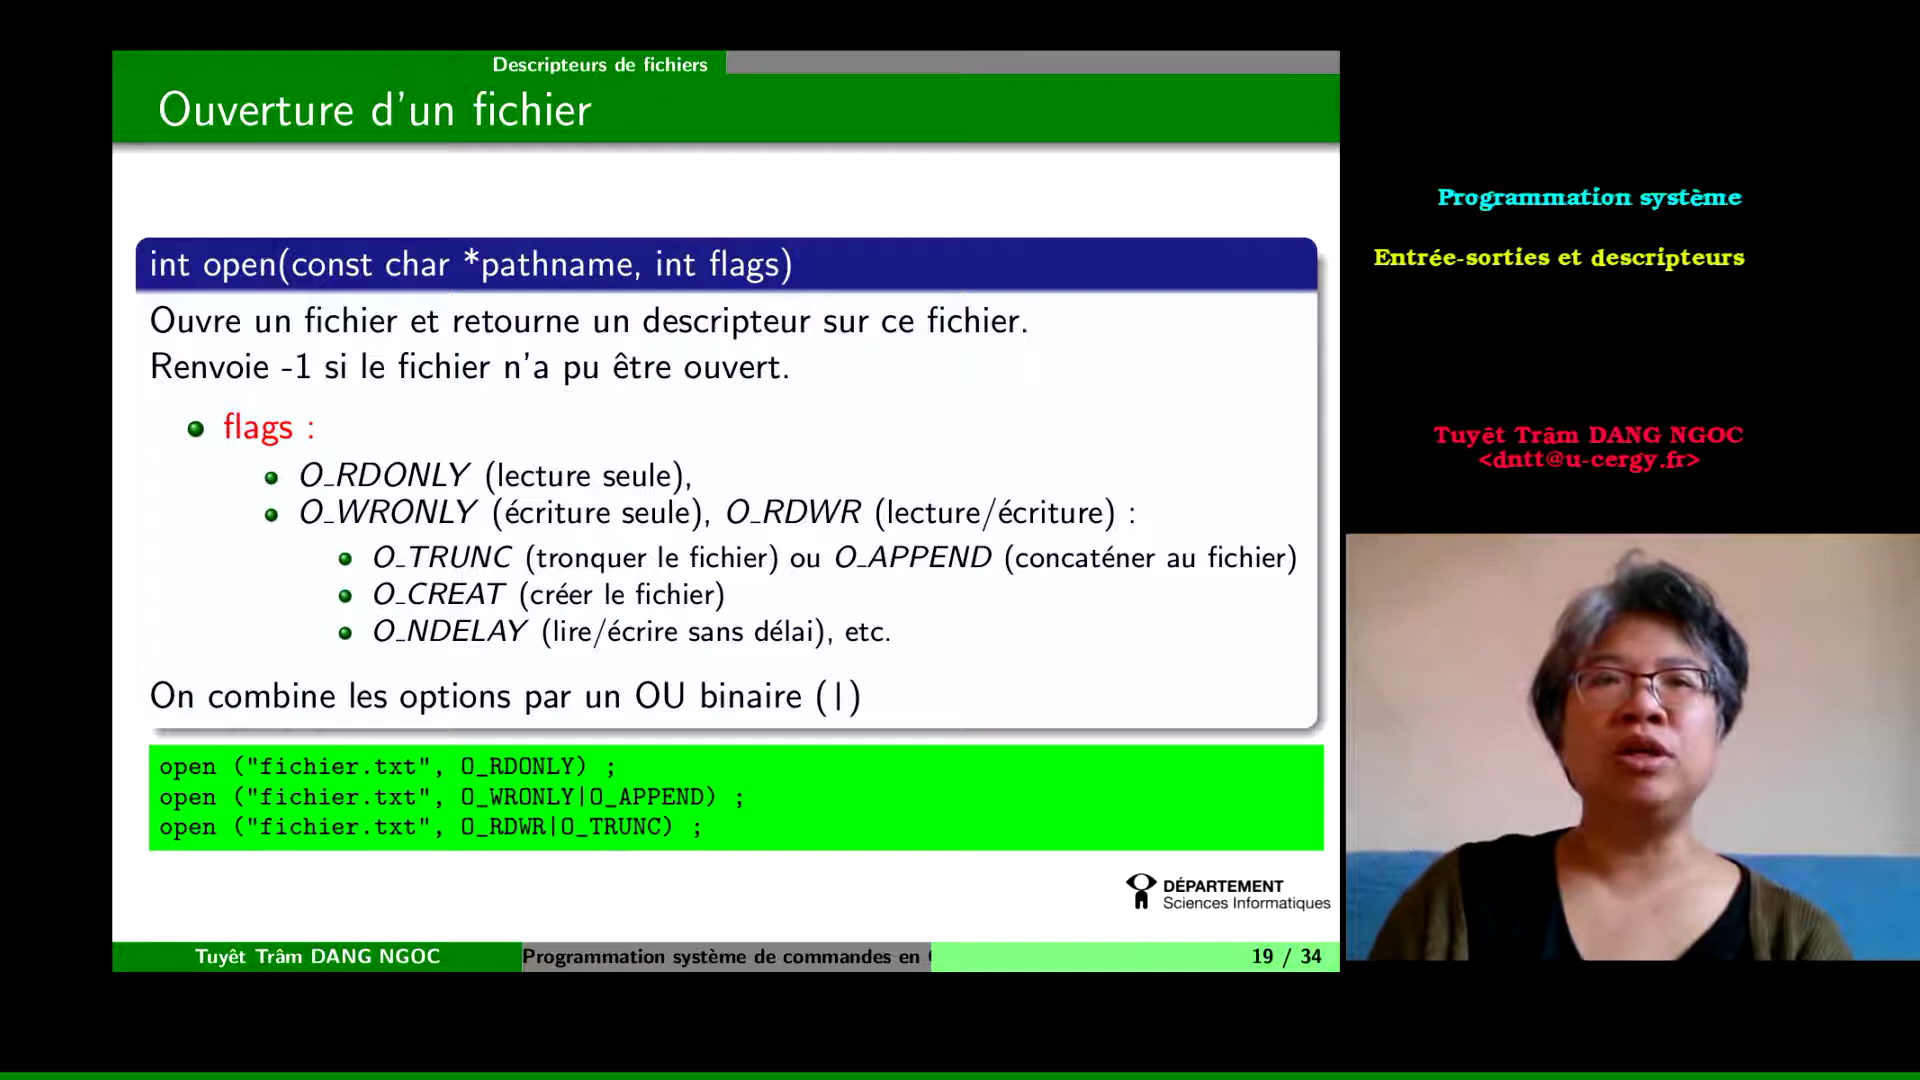 Descripteurs de fichiers
Ouverture d'un fichier
int open(const char *pathname, int flags)
Ouvre un fichier et retourne un descripteur sur ce fichier.
Renvoie -1 si le fichier n'a pu être ouvert.
flags :
O_RDONLY (lecture seule),
O_WRONLY (écriture seule), O_RDWR (lecture/écriture) :
O_TRUNC (tronquer le fichier) ou O_APPEND (concaténer au fichier)
O_CREAT (créer le fichier)
O_NDELAY (lire/écrire sans délai), etc.
On combine les options par un OU binaire (|)
open ("fichier.txt", O_RDONLY) ;
open ("fichier.txt", O_WRONLY|O_APPEND) ;
open ("fichier.txt", O_RDWR|O_TRUNC) ;
DÉPARTEMENT
Sciences Informatiques
Tuyêt Trâm DANG NGOC
Programmation système de commandes en
19 / 34
Programmation système
Entrée-sorties et descripteurs
Tuyêt Trâm DANG NGOC
<dntt@u-cergy.fr>